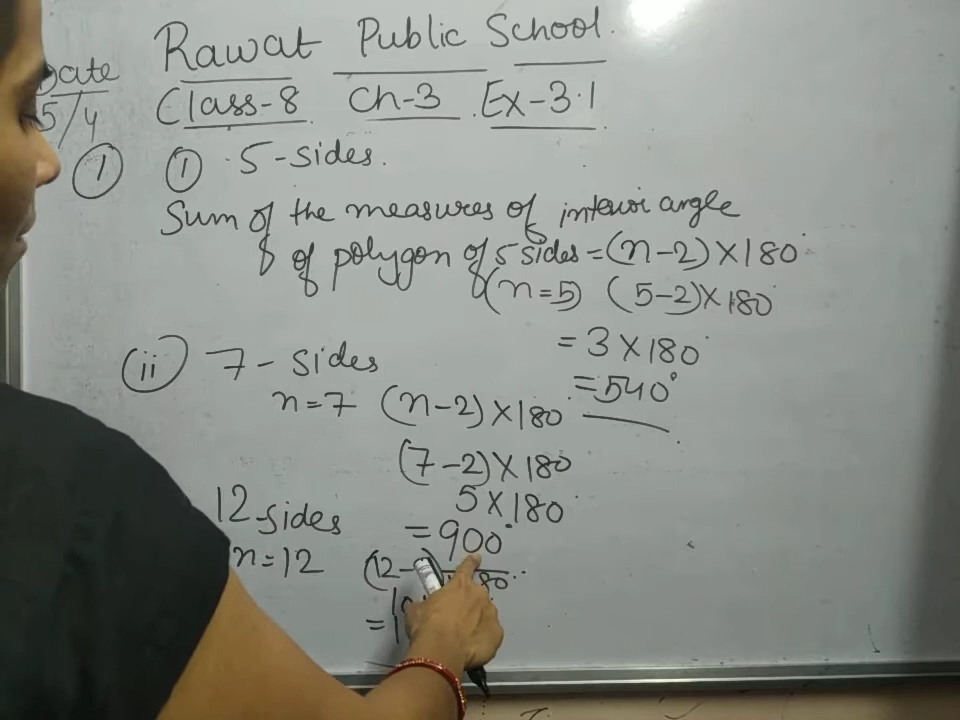 Rawat Public School.
Date
5/4
Class-8 Ch-3 Ex-3.1
① ① 5-sides.
Sum of the measures of interior angle
of polygon of 5 sides = (n-2) × 180°
(n=5) (5-2)×180°
= 3 × 180°
= 540°
(ii) 7-sides
n=7 (n-2) × 180°
(7-2) × 180°
5 × 180°
= 900°
12-sides
n=12
(12-
80°
=